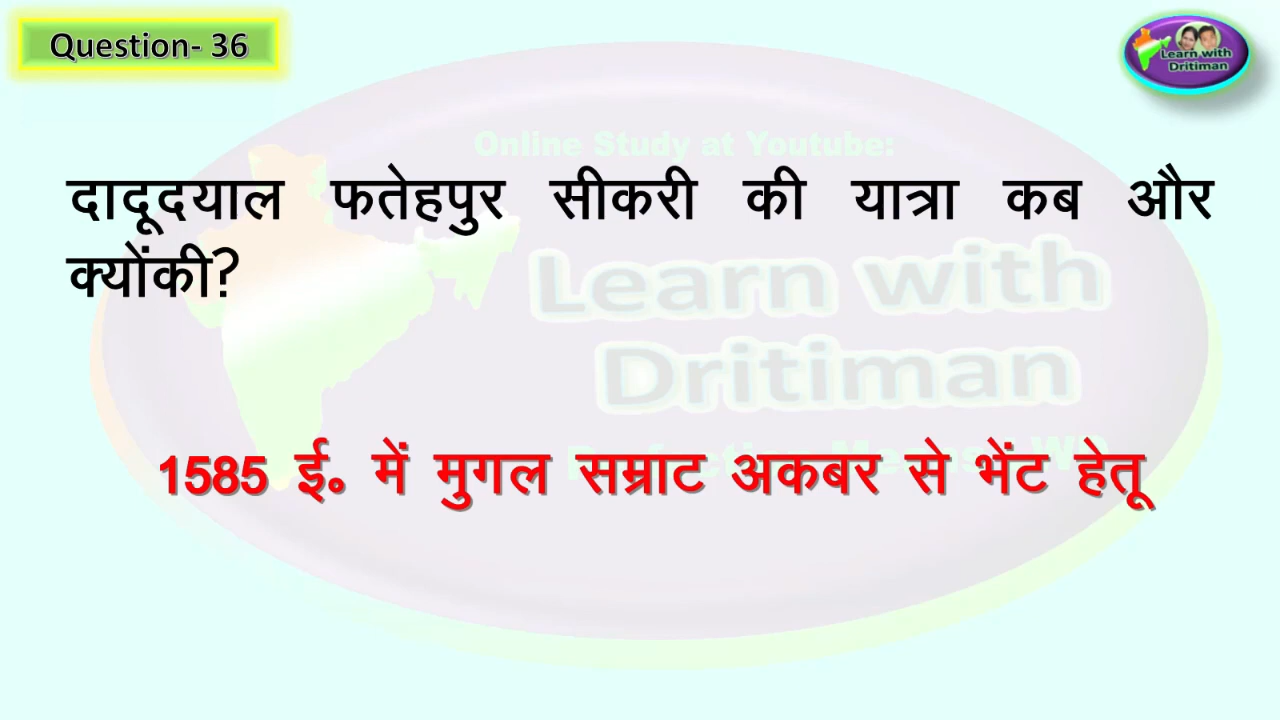 Question- 36
Learn with
Dritiman
Online Study at Youtube:
दादूदयाल फतेहपुर सीकरी की यात्रा कब और
क्योंकी?
Learn with
Dritiman
1585 ई. में मुगल सम्राट अकबर से भेंट हेतू